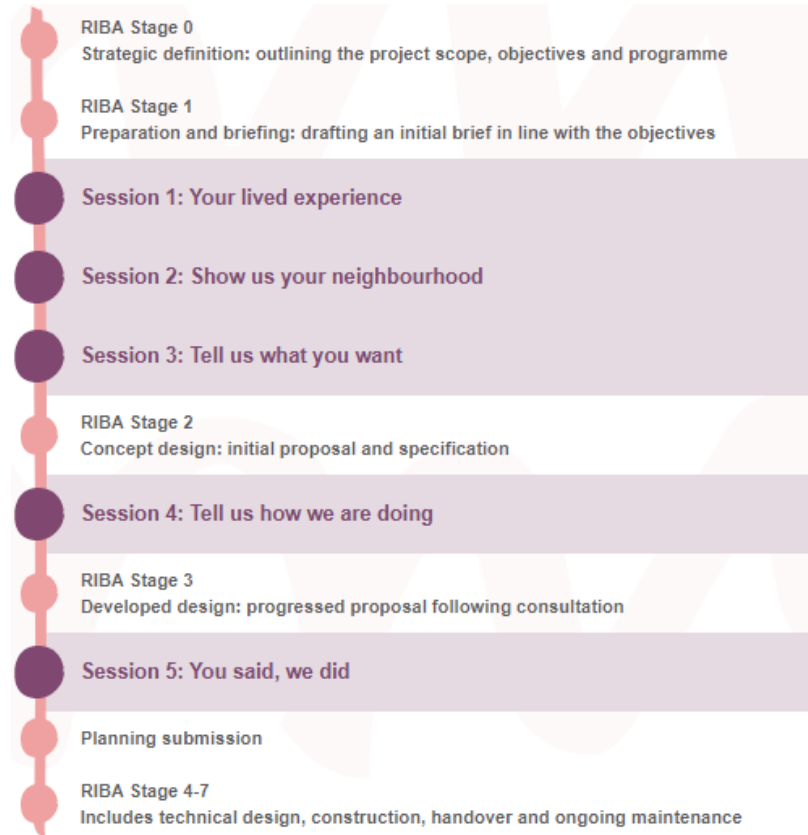 RIBA Stage 0
Strategic definition: outlining the project scope, objectives and programme
RIBA Stage 1
Preparation and briefing: drafting an initial brief in line with the objectives
Session 1: Your lived experience
Session 2: Show us your neighbourhood
Session 3: Tell us what you want
RIBA Stage 2
Concept design: initial proposal and specification
Session 4: Tell us how we are doing
RIBA Stage 3
Developed design: progressed proposal following consultation
Session 5: You said, we did
Planning submission
RIBA Stage 4-7
Includes technical design, construction, handover and ongoing maintenance